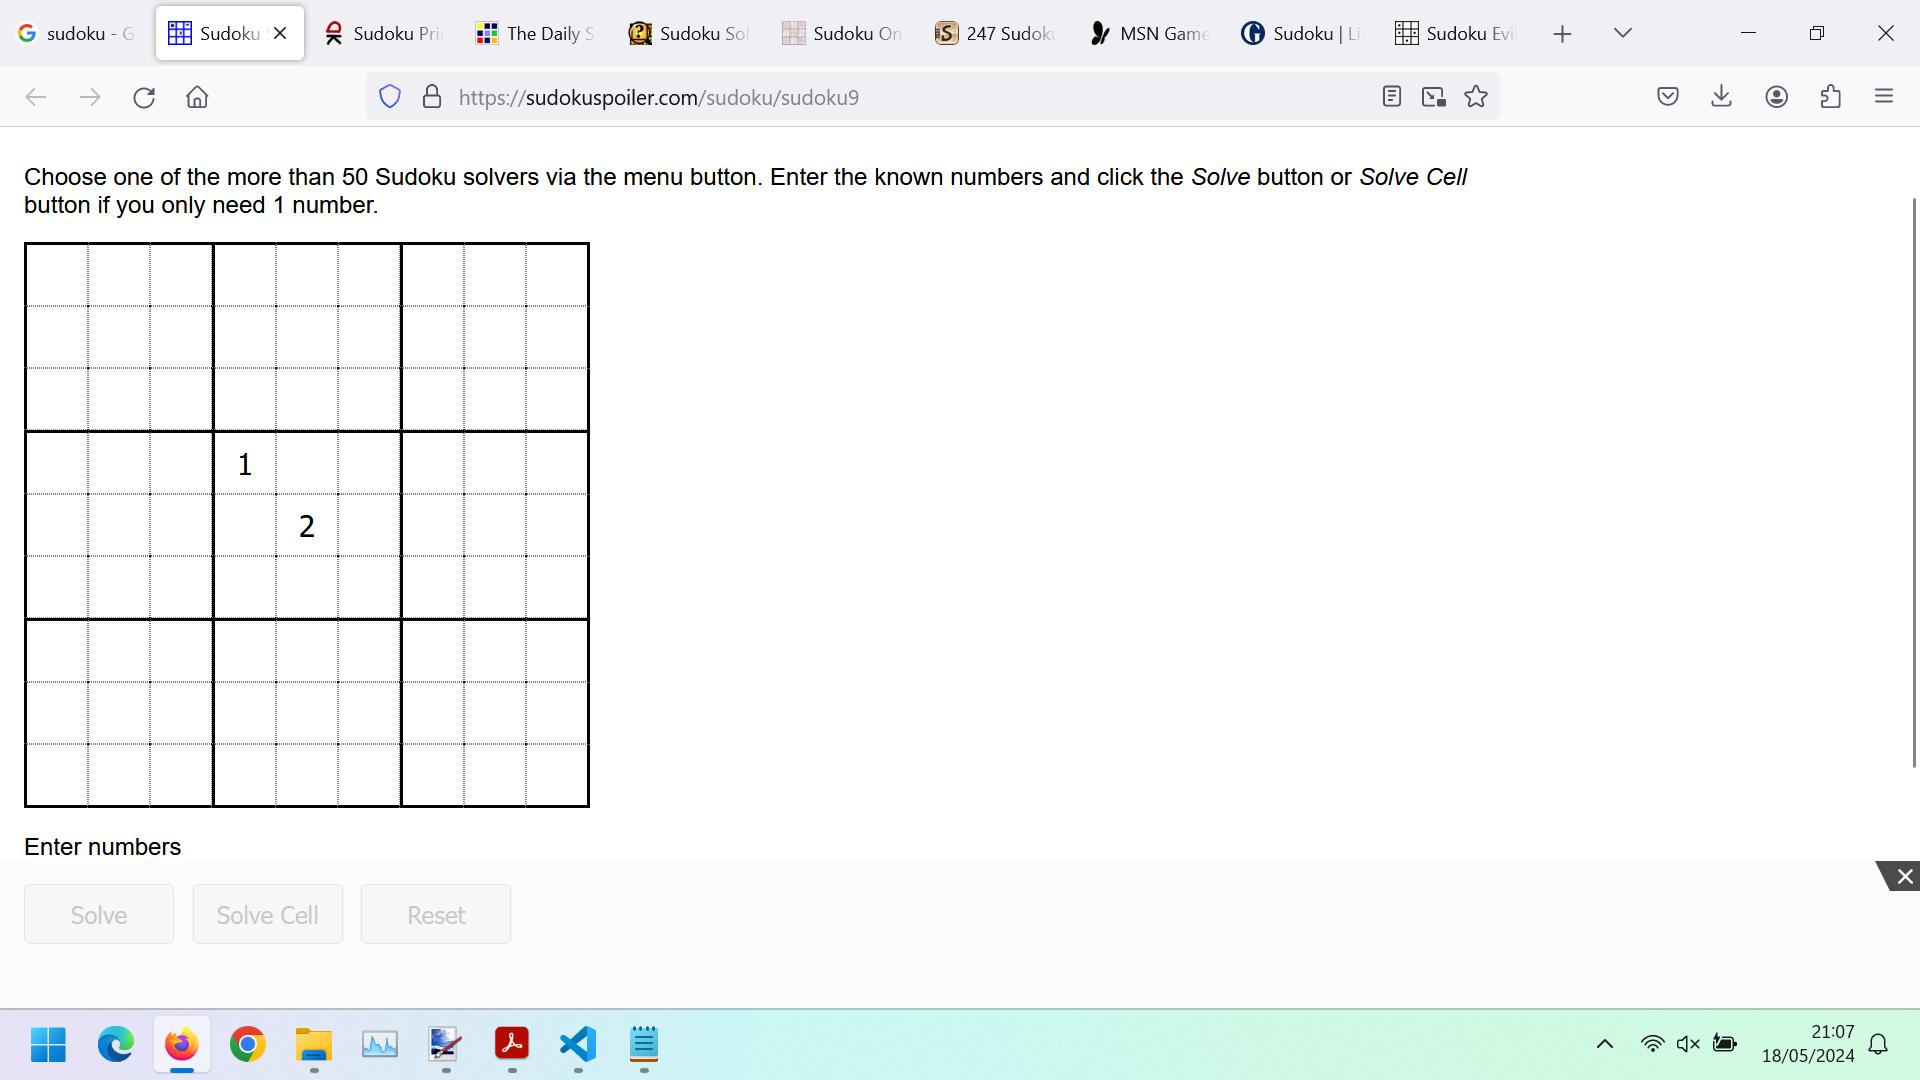 sudoku - G
Sudoku
Sudoku Pri
The Daily S
Sudoku Sol
Sudoku On
247 Sudoku
MSN Game
Sudoku | Li
Sudoku Evil
https://sudokuspoiler.com/sudoku/sudoku9
Choose one of the more than 50 Sudoku solvers via the menu button. Enter the known numbers and click the Solve button or Solve Cell
button if you only need 1 number.
1
2
Enter numbers
Solve
Solve Cell
Reset
21:07
18/05/2024